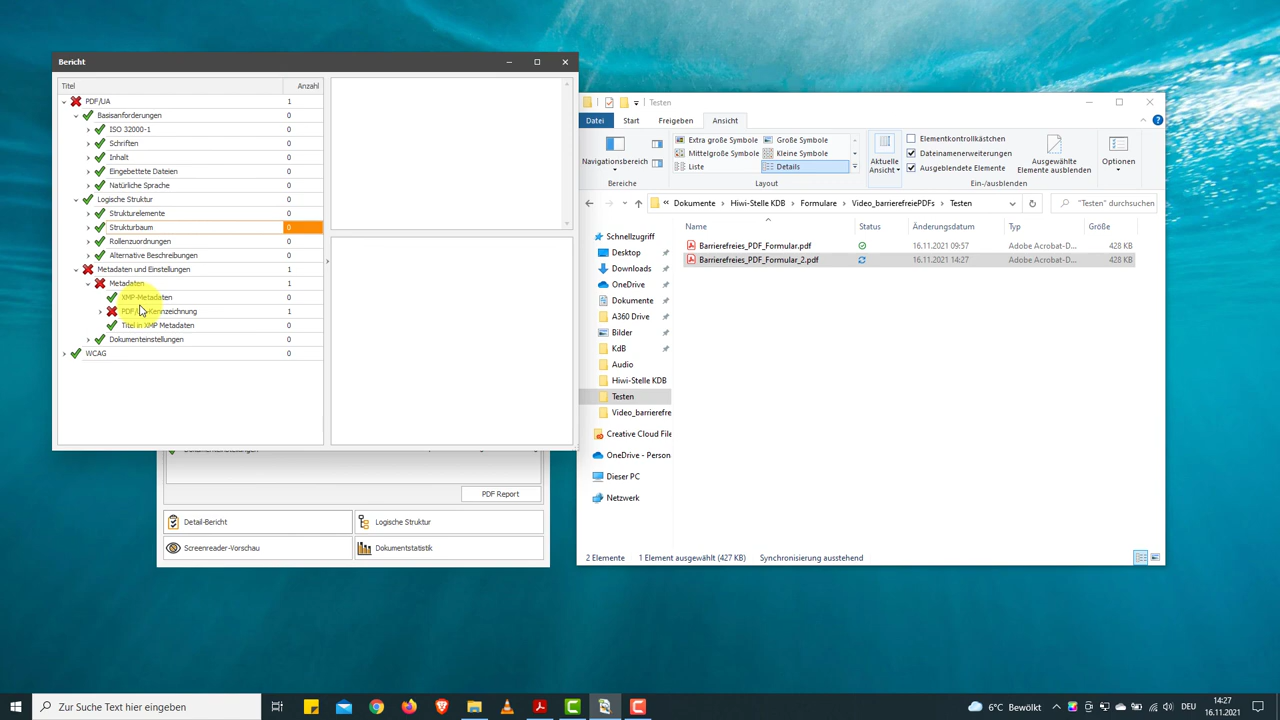 Bericht
Titel Anzahl
PDF/UA 1
Basisanforderungen 0
ISO 32000-1 0
Schriften 0
Inhalt 0
Eingebettete Dateien 0
Natürliche Sprache 0
Logische Struktur 0
Strukturelemente 0
Strukturbaum 0
Rollenzuordnungen 0
Alternative Beschreibungen 0
Metadaten und Einstellungen 1
Metadaten 1
XMP-Metadaten 0
PDF/UA-Kennzeichnung 1
Titel in XMP Metadaten 0
Dokumenteinstellungen 0
WCAG 0
PDF Report
Detail-Bericht Logische Struktur
Screenreader-Vorschau Dokumentstatistik
Testen
Datei Start Freigeben Ansicht
Navigationsbereich
Bereiche
Extra große Symbole Große Symbole
Mittelgroße Symbole Kleine Symbole
Liste Details
Layout
Aktuelle
Ansicht
Elementkontrollkästchen
Dateinamenerweiterungen
Ausgeblendete Elemente
Ausgewählte
Elemente ausblenden
Ein-/ausblenden
Optionen
« Dokumente > Hiwi-Stelle KDB > Formulare > Video_barrierefreiePDFs > Testen
"Testen" durchsuchen
Name Status Änderungsdatum Typ Größe
Barrierefreies_PDF_Formular.pdf 16.11.2021 09:57 Adobe Acrobat-D... 428 KB
Barrierefreies_PDF_Formular_2.pdf 16.11.2021 14:27 Adobe Acrobat-D... 428 KB
Schnellzugriff
Desktop
Downloads
OneDrive
Dokumente
A360 Drive
Bilder
KdB
Audio
Hiwi-Stelle KDB
Testen
Video_barrierefre
Creative Cloud File
OneDrive - Person
Dieser PC
Netzwerk
2 Elemente 1 Element ausgewählt (427 KB) Synchronisierung ausstehend
Zur Suche Text hier eingeben
6°C Bewölkt
DEU
14:27
16.11.2021